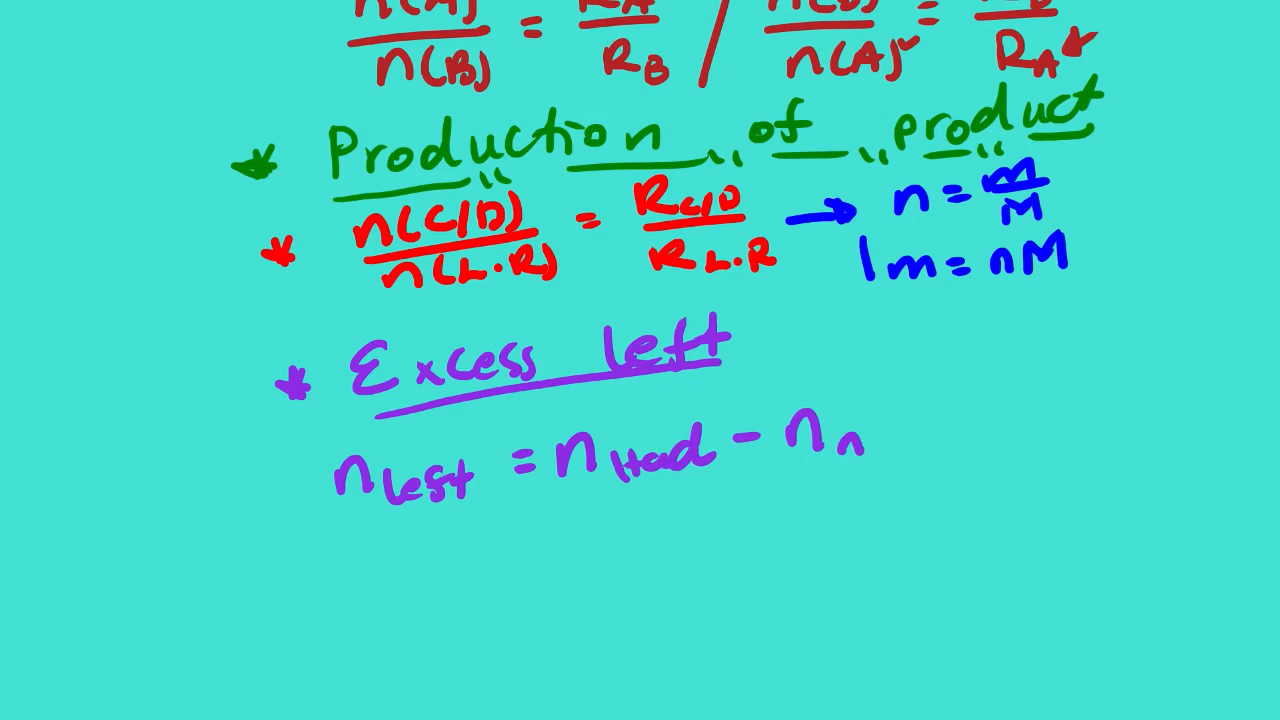 n(A)/n(B) = RA/RB / n(B)/n(A) = RB/RA
* Production of product
* n(C/D)/n(L.R) = RC/D/RL.R → n = m/M
m = nM
* Excess left
nleft = nHad - nn